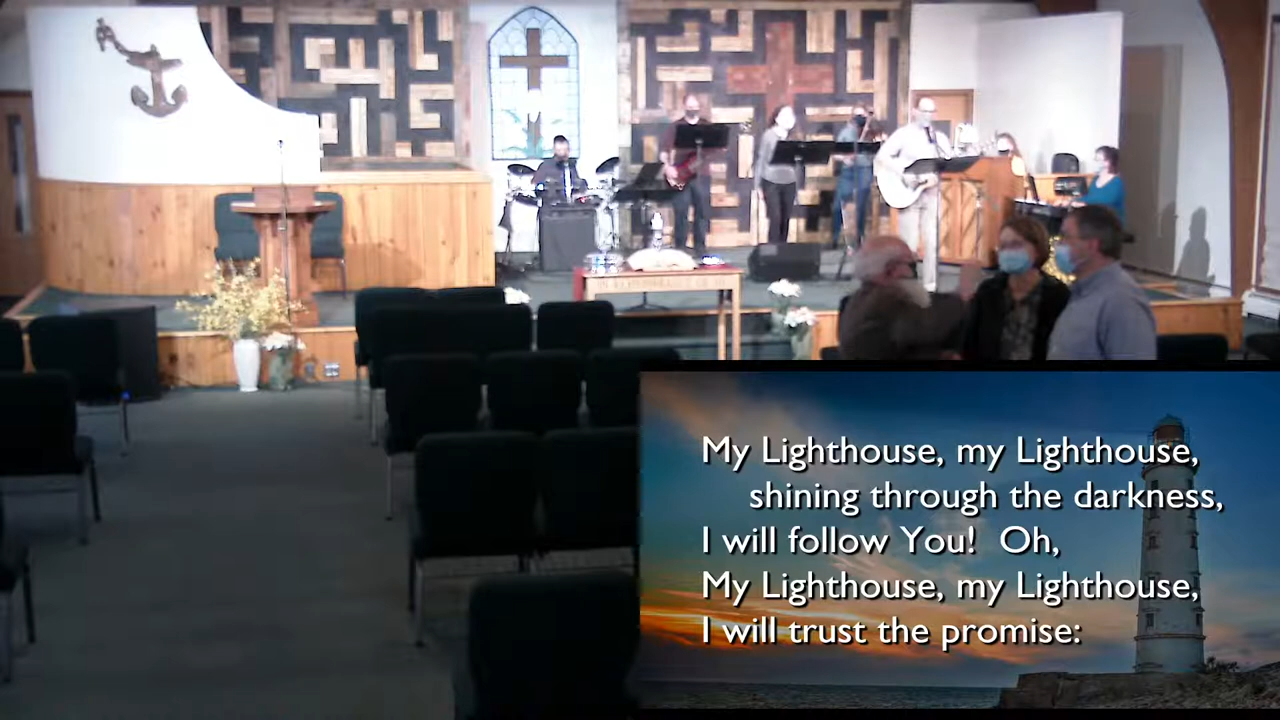 My Lighthouse, my Lighthouse,
shining through the darkness,
I will follow You!  Oh,
My Lighthouse, my Lighthouse,
I will trust the promise: